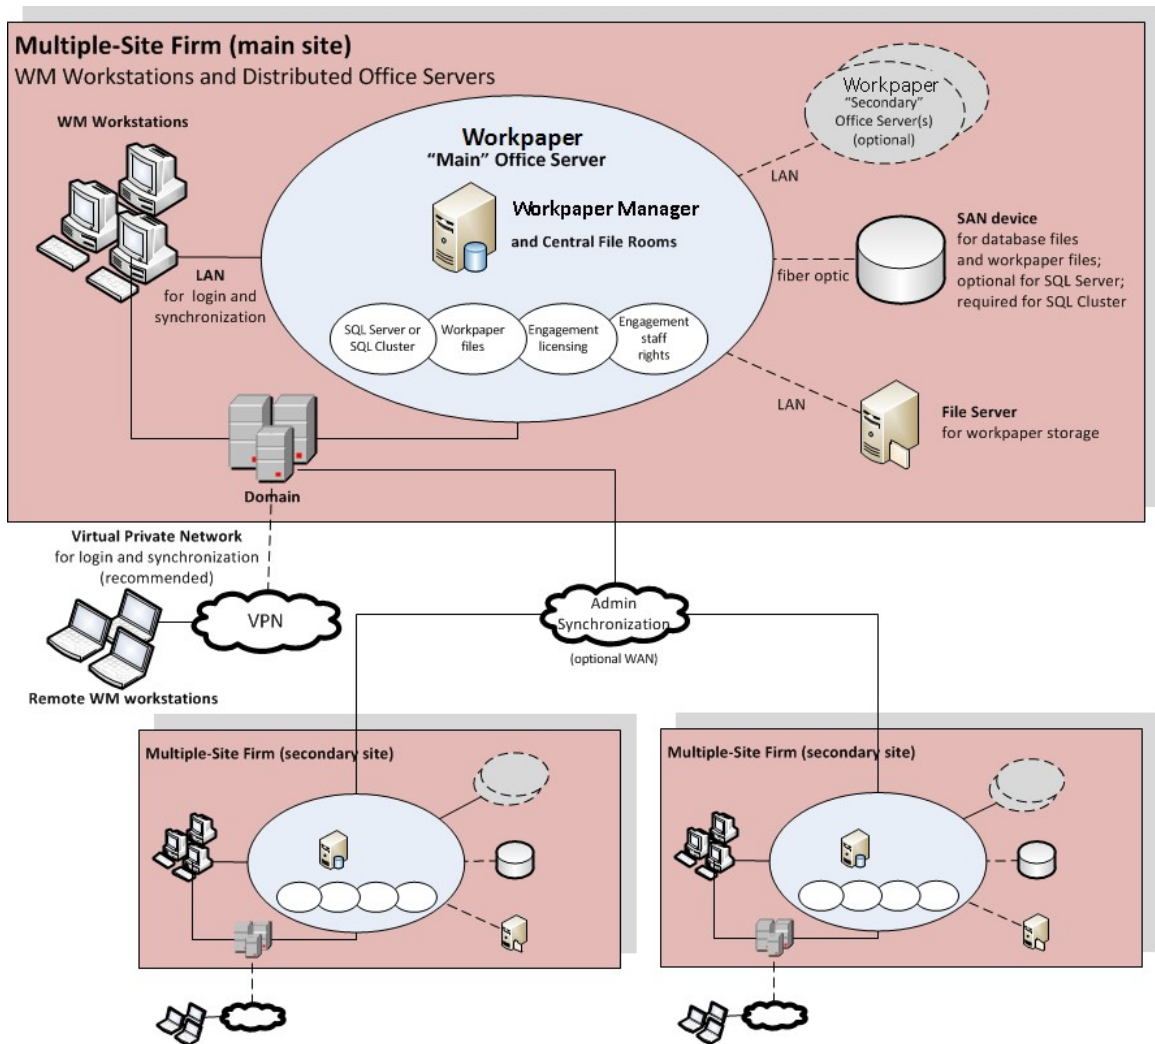 Multiple-Site Firm (main site)
WM Workstations and Distributed Office Servers
WM Workstations
Workpaper
"Main" Office Server
Workpaper Manager
and Central File Rooms
SQL Server or
SQL Cluster
Workpaper
files
Engagement
licensing
Engagement
staff
rights
LAN
for login and
synchronization
Workpaper
"Secondary"
Office Server(s)
(optional)
LAN
fiber optic
SAN device
for database files
and workpaper files;
optional for SQL Server;
required for SQL Cluster
LAN
File Server
for workpaper storage
Domain
Virtual Private Network
for login and synchronization
(recommended)
VPN
Remote WM workstations
Admin
Synchronization
(optional WAN)
Multiple-Site Firm (secondary site)
Multiple-Site Firm (secondary site)